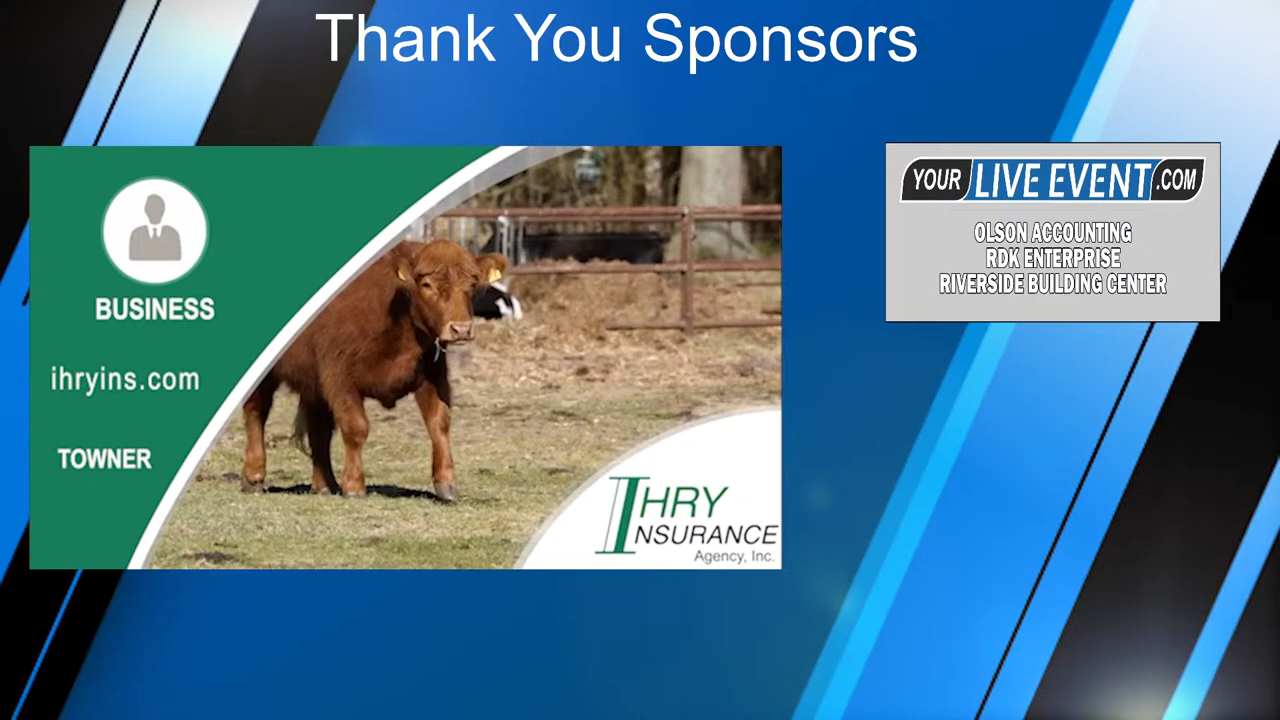 Thank You Sponsors
BUSINESS
ihryins.com
TOWNER
IHRY
INSURANCE
Agency, Inc.
YOUR LIVE EVENT.COM
OLSON ACCOUNTING
RDK ENTERPRISE
RIVERSIDE BUILDING CENTER